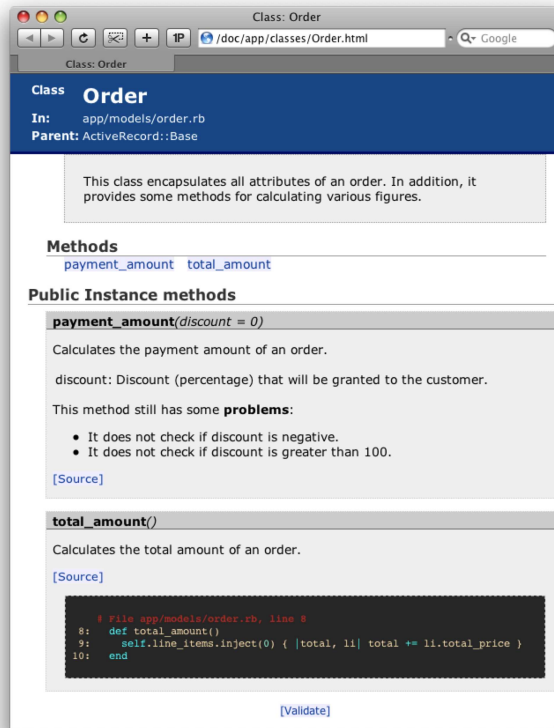 Class: Order
1P /doc/app/classes/Order.html Google
Class: Order
Class Order
In: app/models/order.rb
Parent: ActiveRecord::Base
This class encapsulates all attributes of an order. In addition, it
provides some methods for calculating various figures.
Methods
payment_amount total_amount
Public Instance methods
payment_amount(discount = 0)
Calculates the payment amount of an order.
discount: Discount (percentage) that will be granted to the customer.
This method still has some problems:
• It does not check if discount is negative.
• It does not check if discount is greater than 100.
[Source]
total_amount()
Calculates the total amount of an order.
[Source]
# File app/models/order.rb, line 8
8: def total_amount()
9: self.line_items.inject(0) { |total, li| total += li.total_price }
10: end
[Validate]